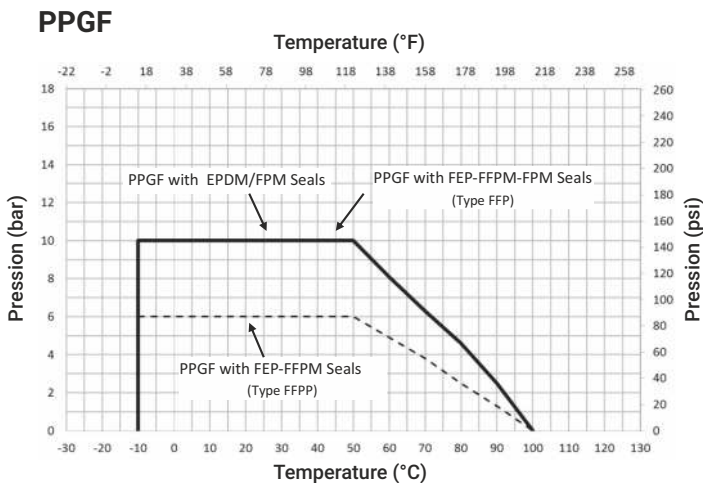 PPGF
Temperature (°F)
-22 -2 18 38 58 78 98 118 138 158 178 198 218 238 258
18
16
14
12
10
8
6
4
2
0
Pression (bar)
260
240
220
200
180
160
140
120
100
80
60
40
20
0
Pression (psi)
PPGF with EPDM/FPM Seals
PPGF with FEP-FFPM-FPM Seals
(Type FFP)
PPGF with FEP-FFPM Seals
(Type FFPP)
-30 -20 -10 0 10 20 30 40 50 60 70 80 90 100 110 120 130
Temperature (°C)